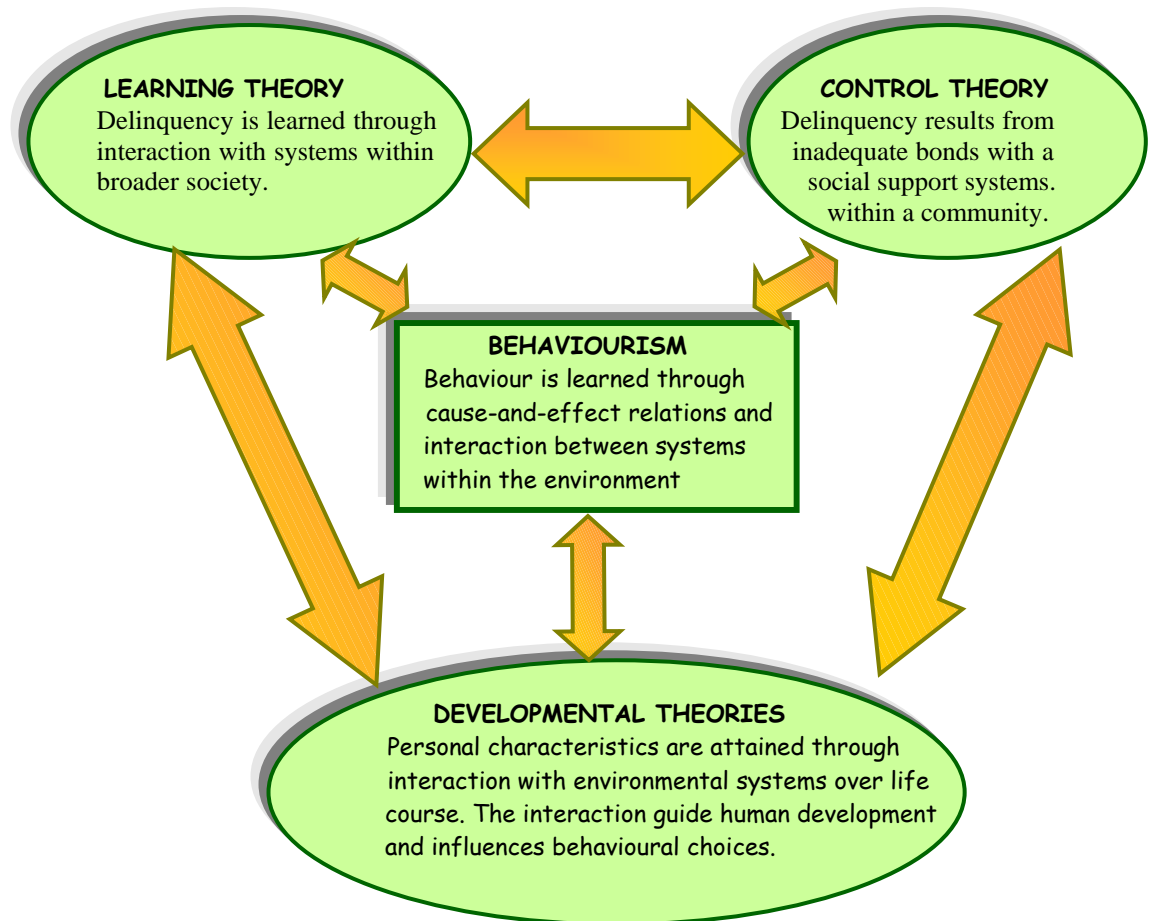 LEARNING THEORY
Delinquency is learned through
interaction with systems within
broader society.
CONTROL THEORY
Delinquency results from
inadequate bonds with a
social support systems.
within a community.
BEHAVIOURISM
Behaviour is learned through
cause-and-effect relations and
interaction between systems
within the environment
DEVELOPMENTAL THEORIES
Personal characteristics are attained through
interaction with environmental systems over life
course. The interaction guide human development
and influences behavioural choices.